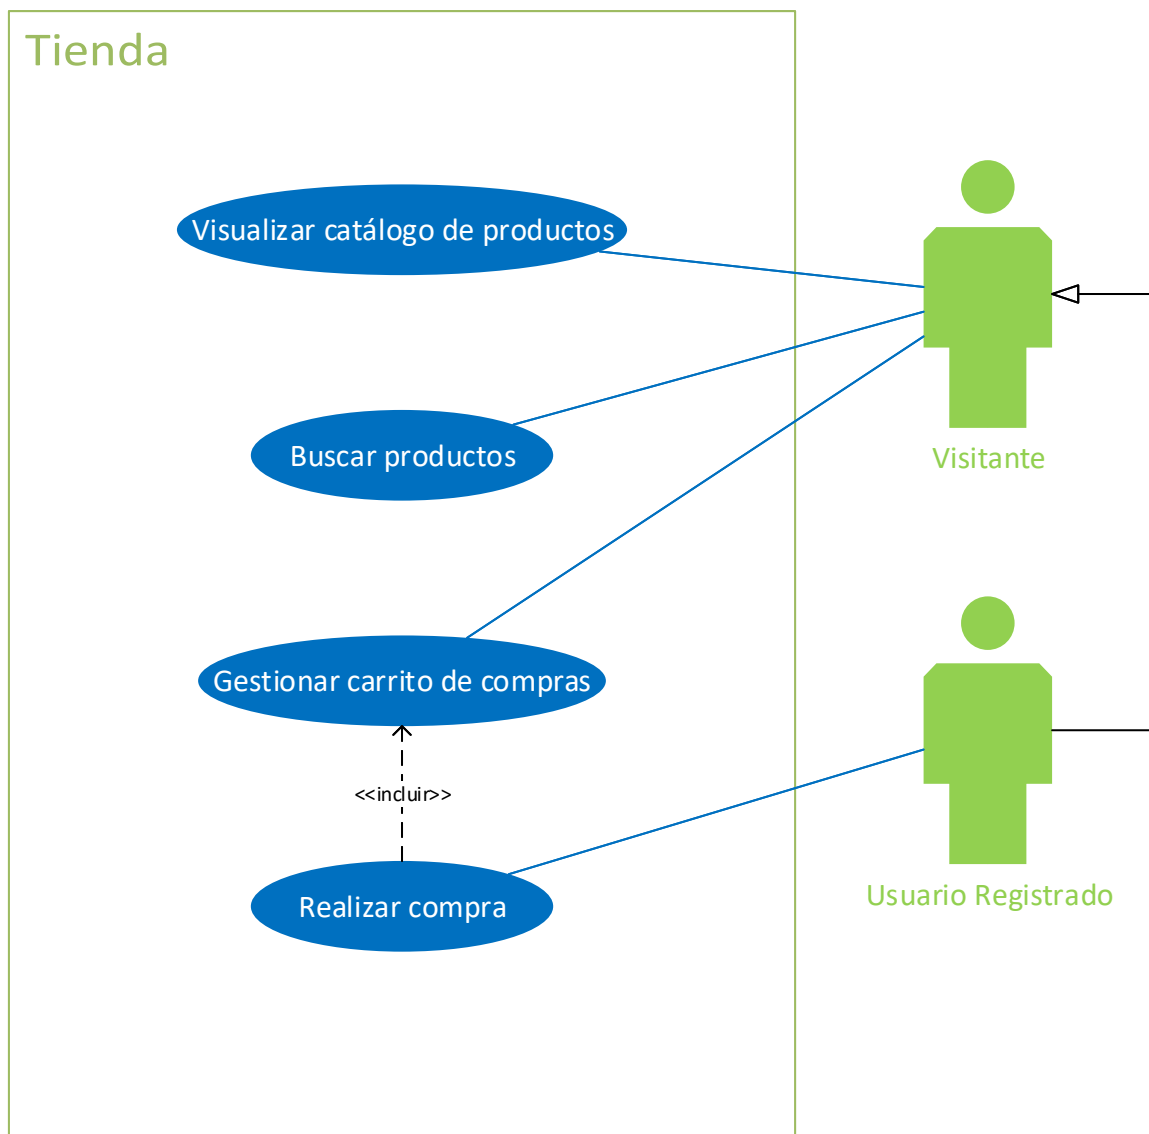 Tienda
Visualizar catálogo de productos
Buscar productos
Visitante
Gestionar carrito de compras
<<incluir>>
Realizar compra
Usuario Registrado